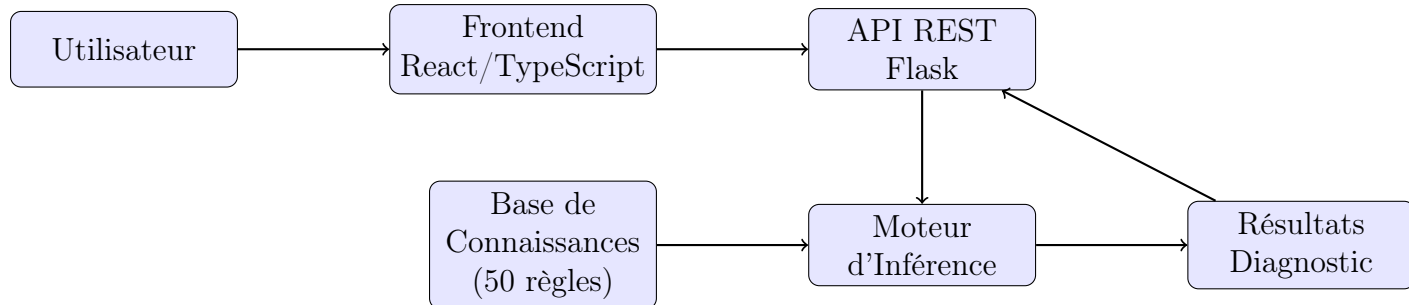 Utilisateur
Frontend
React/TypeScript
API REST
Flask
Base de
Connaissances
(50 règles)
Moteur
d'Inférence
Résultats
Diagnostic